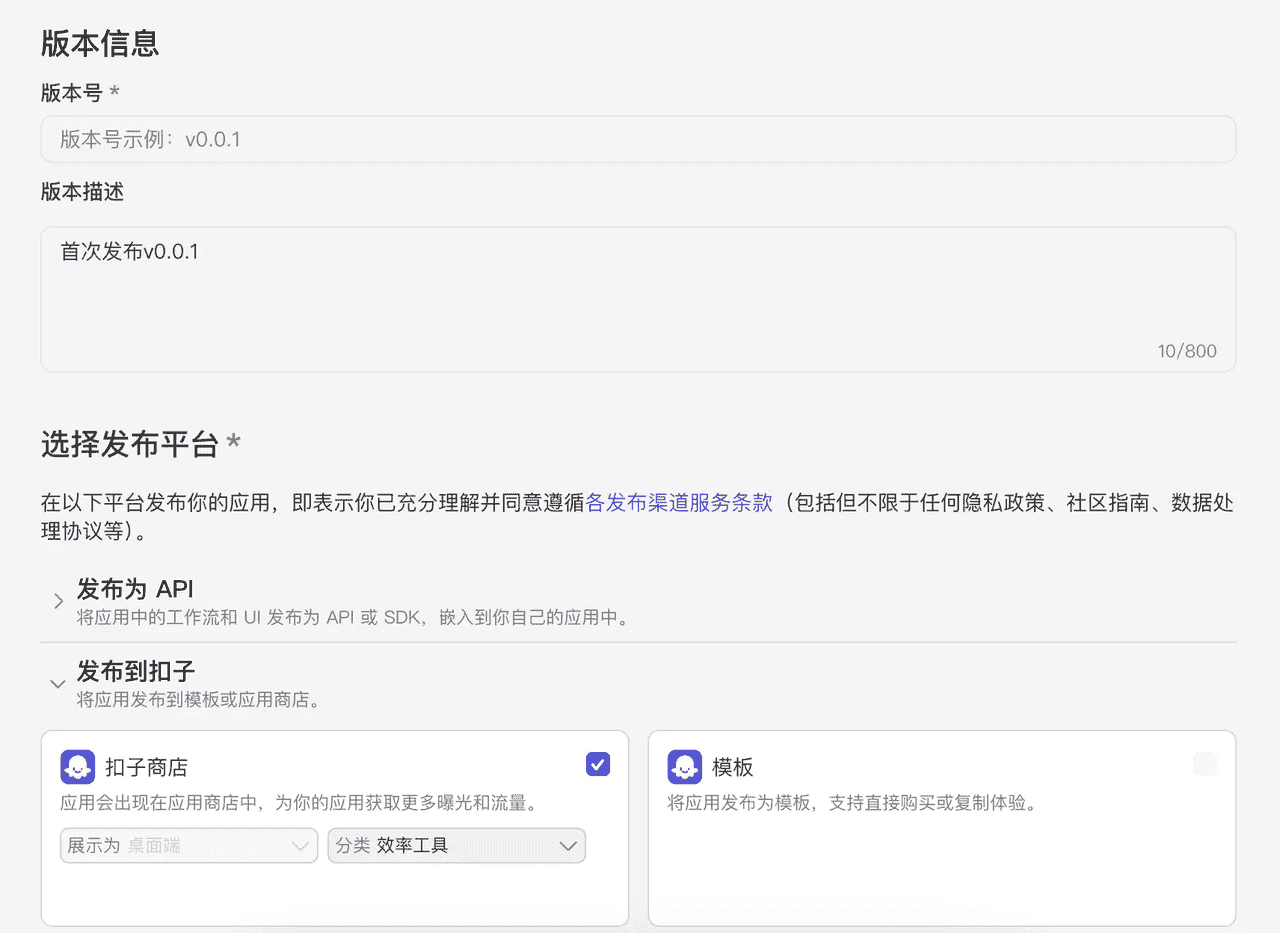 版本信息
版本号 *
版本号示例：v0.0.1
版本描述
首次发布v0.0.1
10/800
选择发布平台 *
在以下平台发布你的应用，即表示你已充分理解并同意遵循各发布渠道服务条款（包括但不限于任何隐私政策、社区指南、数据处
理协议等）。
发布为 API
将应用中的工作流和 UI 发布为 API 或 SDK，嵌入到你自己的应用中。
发布到扣子
将应用发布到模板或应用商店。
扣子商店
应用会出现在应用商店中，为你的应用获取更多曝光和流量。
展示为 桌面端
分类 效率工具
模板
将应用发布为模板，支持直接购买或复制体验。